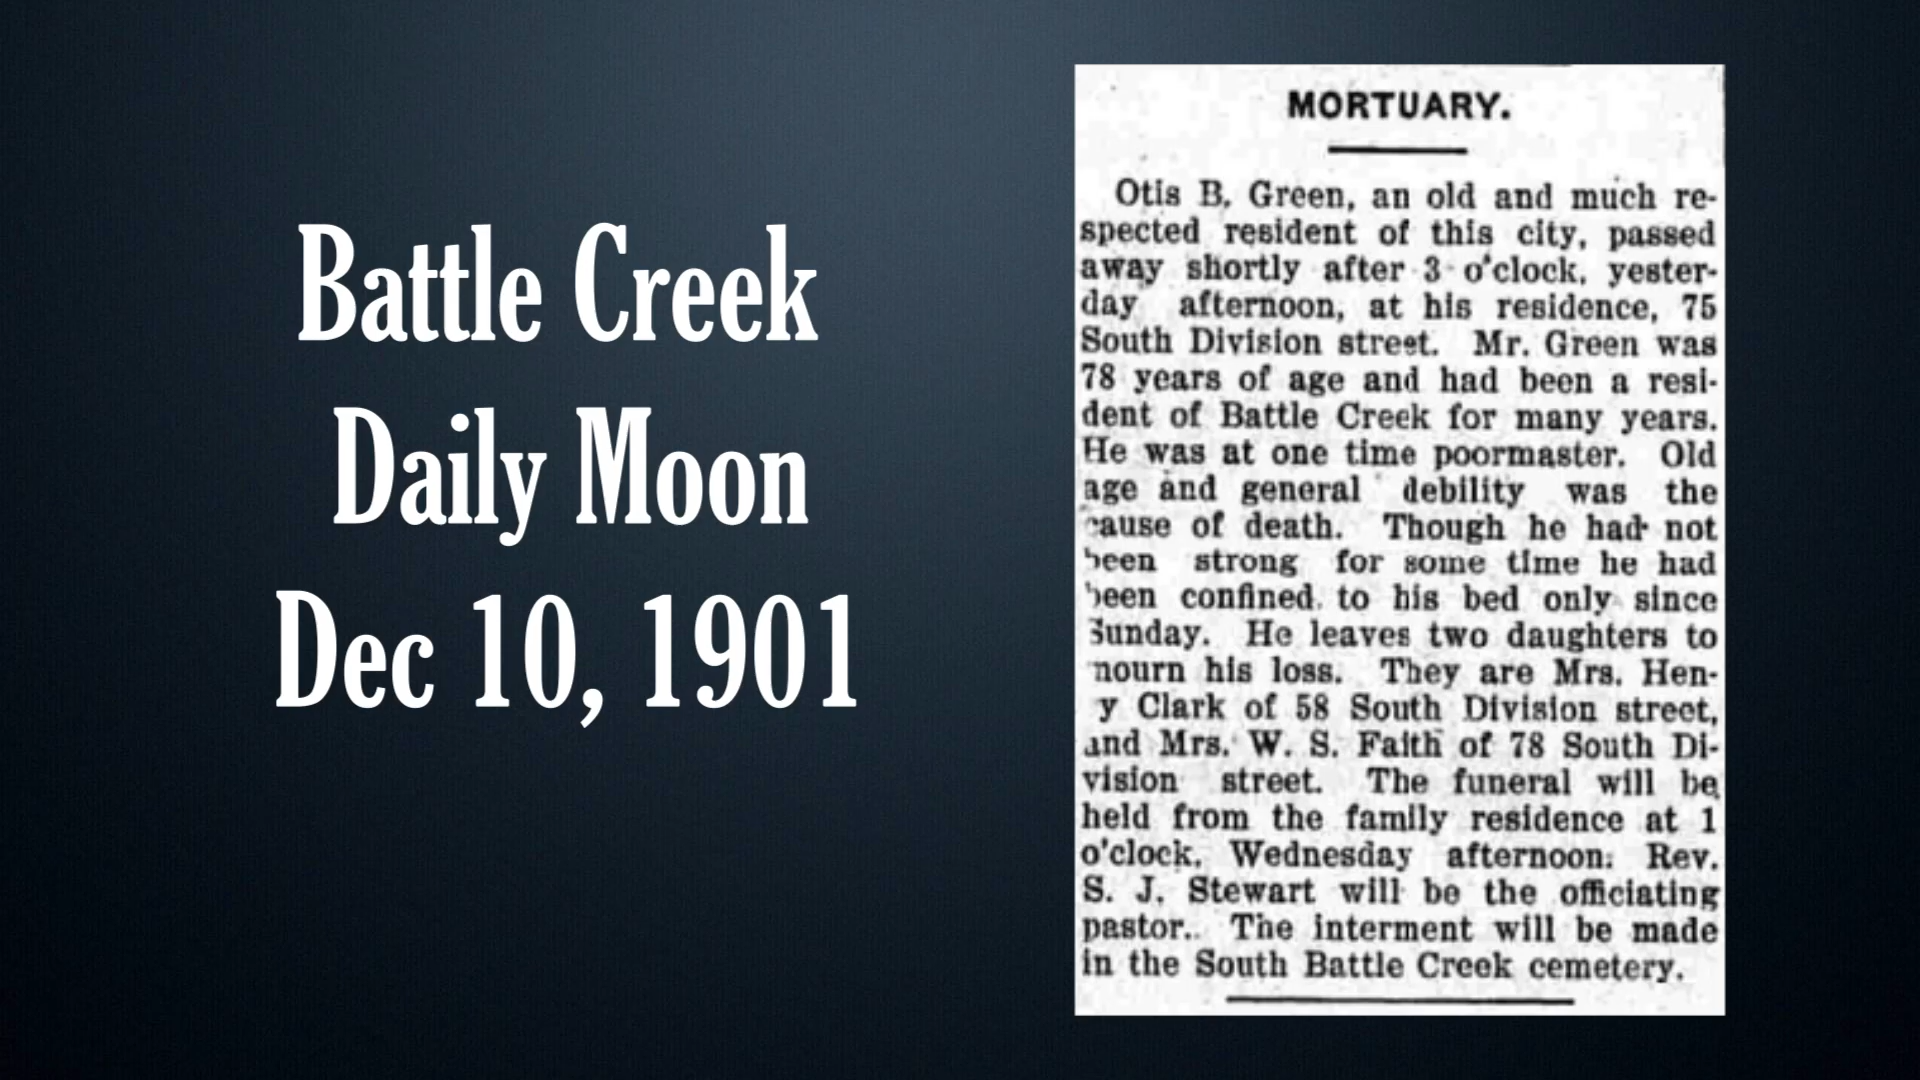 Battle Creek
Daily Moon
Dec 10, 1901
MORTUARY.
Otis B. Green, an old and much re-
spected resident of this city, passed
away shortly after 3 o'clock, yester-
day afternoon, at his residence, 75
South Division street. Mr. Green was
78 years of age and had been a resi-
dent of Battle Creek for many years.
He was at one time poormaster. Old
age and general debility was the
cause of death. Though he had not
been strong for some time he had
been confined to his bed only since
Sunday. He leaves two daughters to
mourn his loss. They are Mrs. Hen-
y Clark of 58 South Division street,
and Mrs. W. S. Faith of 78 South Di-
vision street. The funeral will be
held from the family residence at 1
o'clock, Wednesday afternoon. Rev.
S. J. Stewart will be the officiating
pastor. The interment will be made
in the South Battle Creek cemetery.